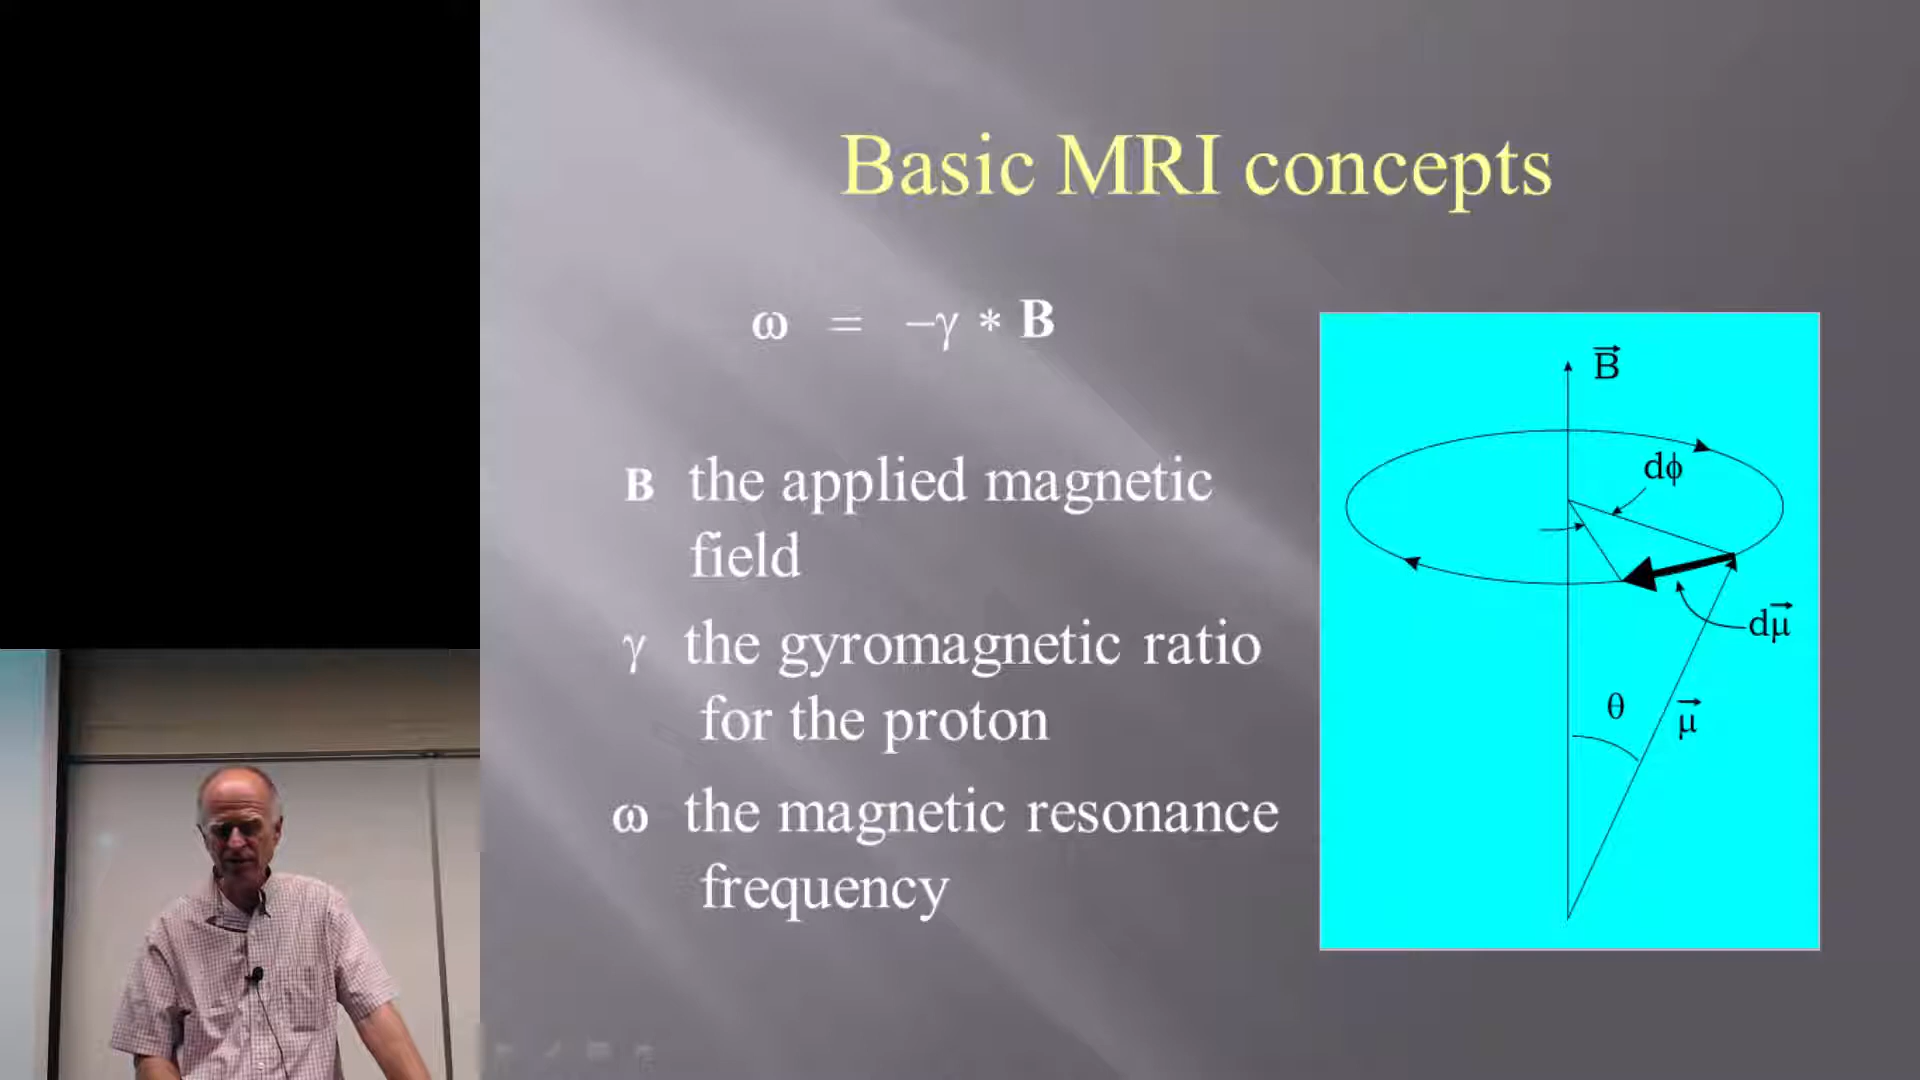 Basic MRI concepts
ω = −γ * B
B the applied magnetic
field
γ the gyromagnetic ratio
for the proton
ω the magnetic resonance
frequency
B⃗
dϕ
dμ⃗
θ
μ⃗